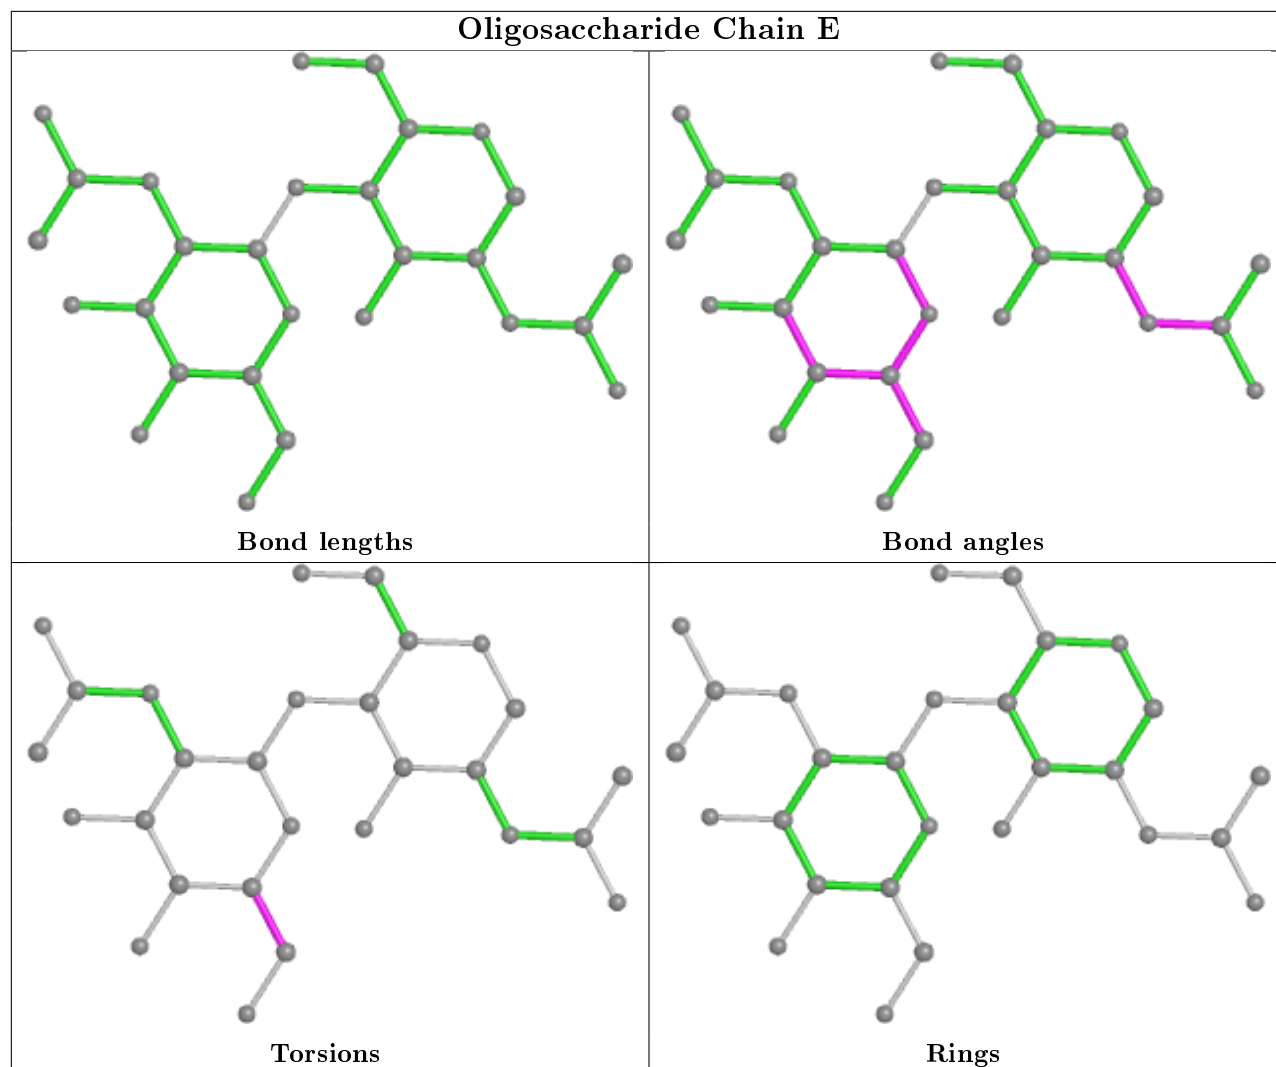 Oligosaccharide Chain E
Bond lengths
Bond angles
Torsions
Rings